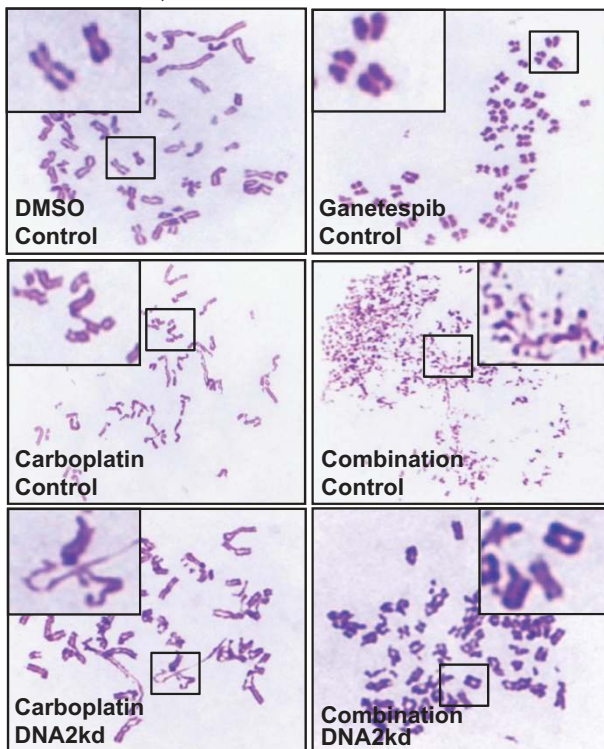 DMSO
Control
Ganetespib
Control
Carboplatin
Control
Combination
Control
Carboplatin
DNA2kd
Combination
DNA2kd